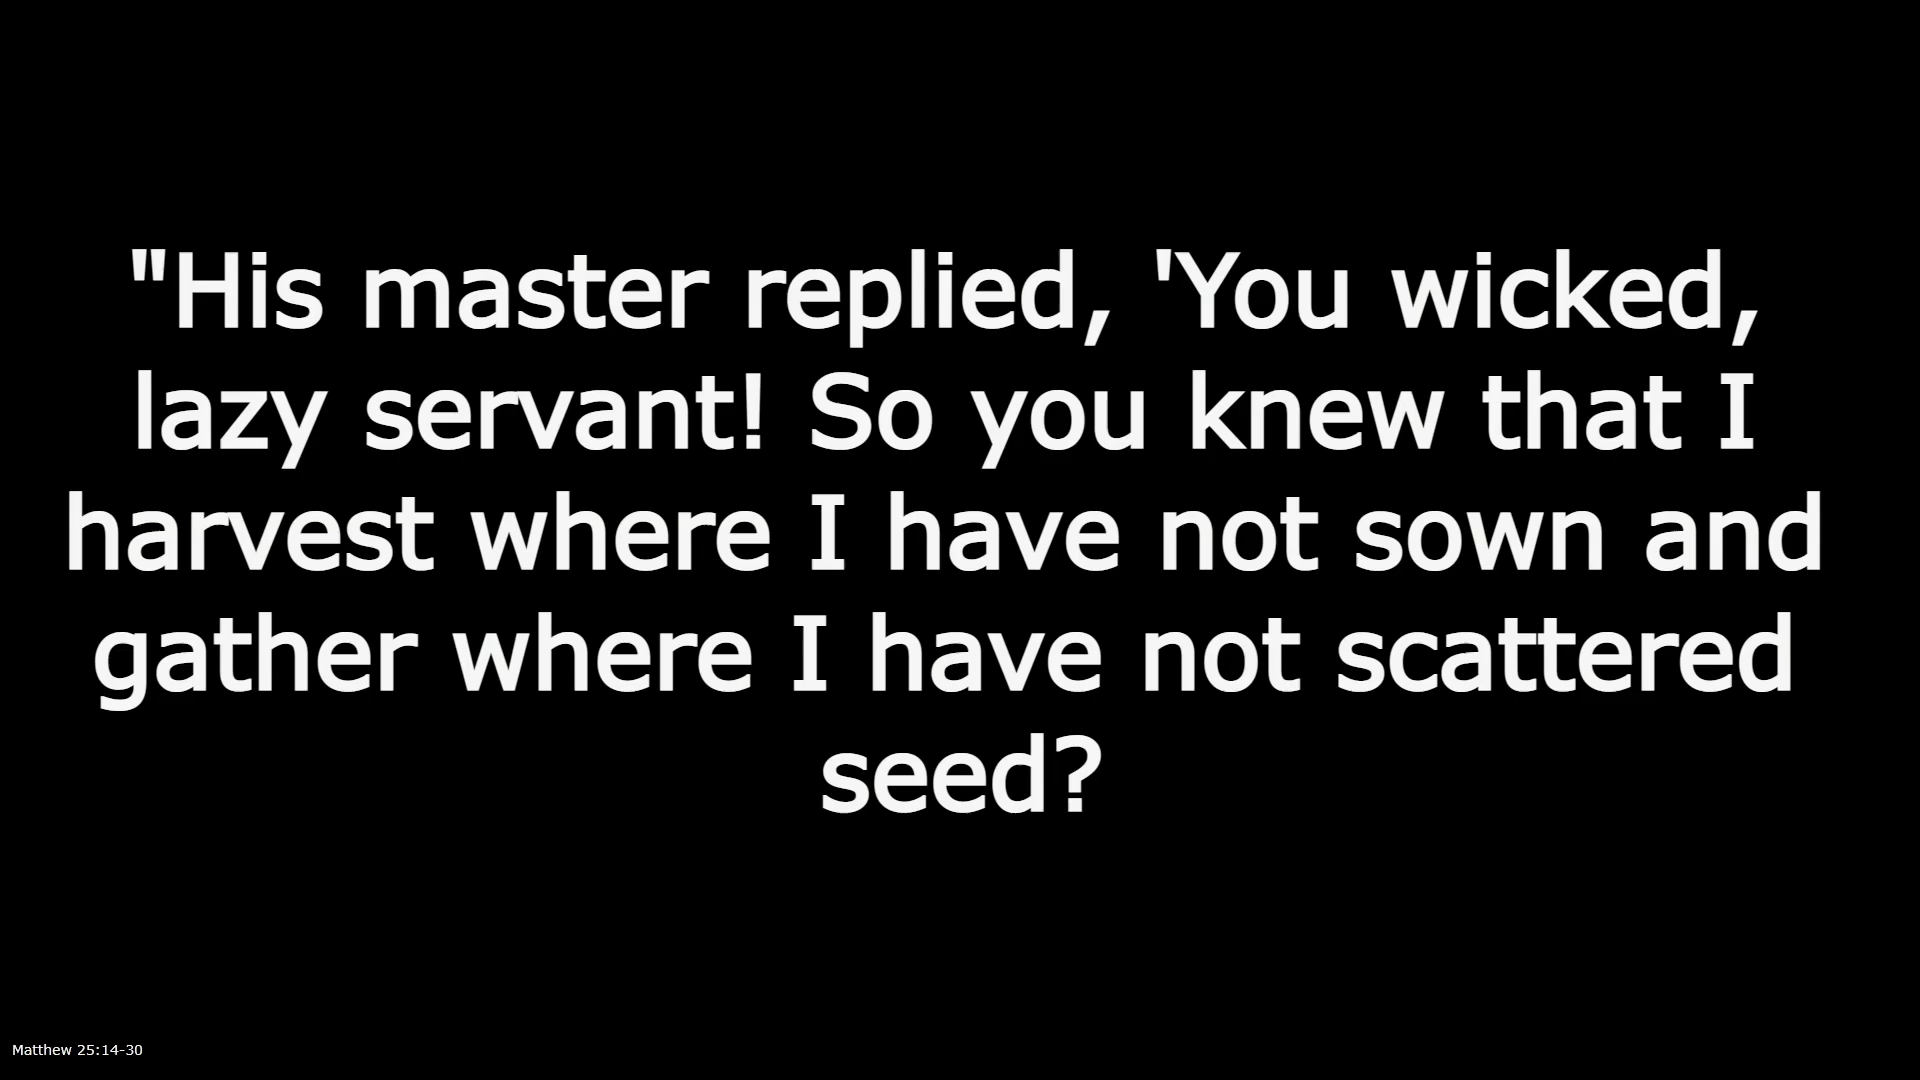 "His master replied, 'You wicked,
lazy servant! So you knew that I
harvest where I have not sown and
gather where I have not scattered
seed?
Matthew 25:14-30